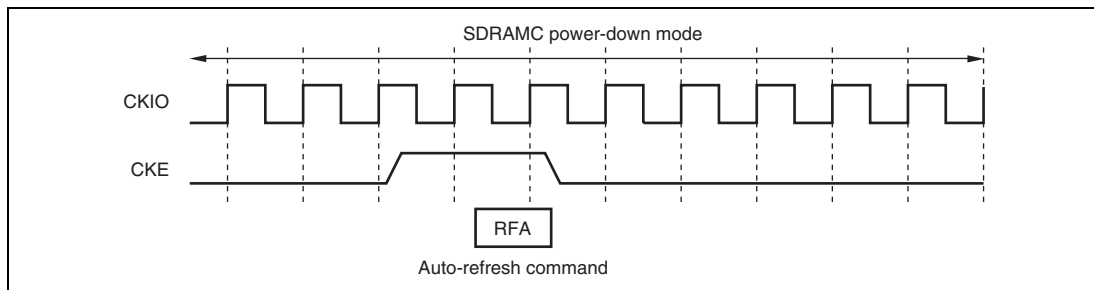 SDRAMC power-down mode
CKIO
CKE
RFA
Auto-refresh command